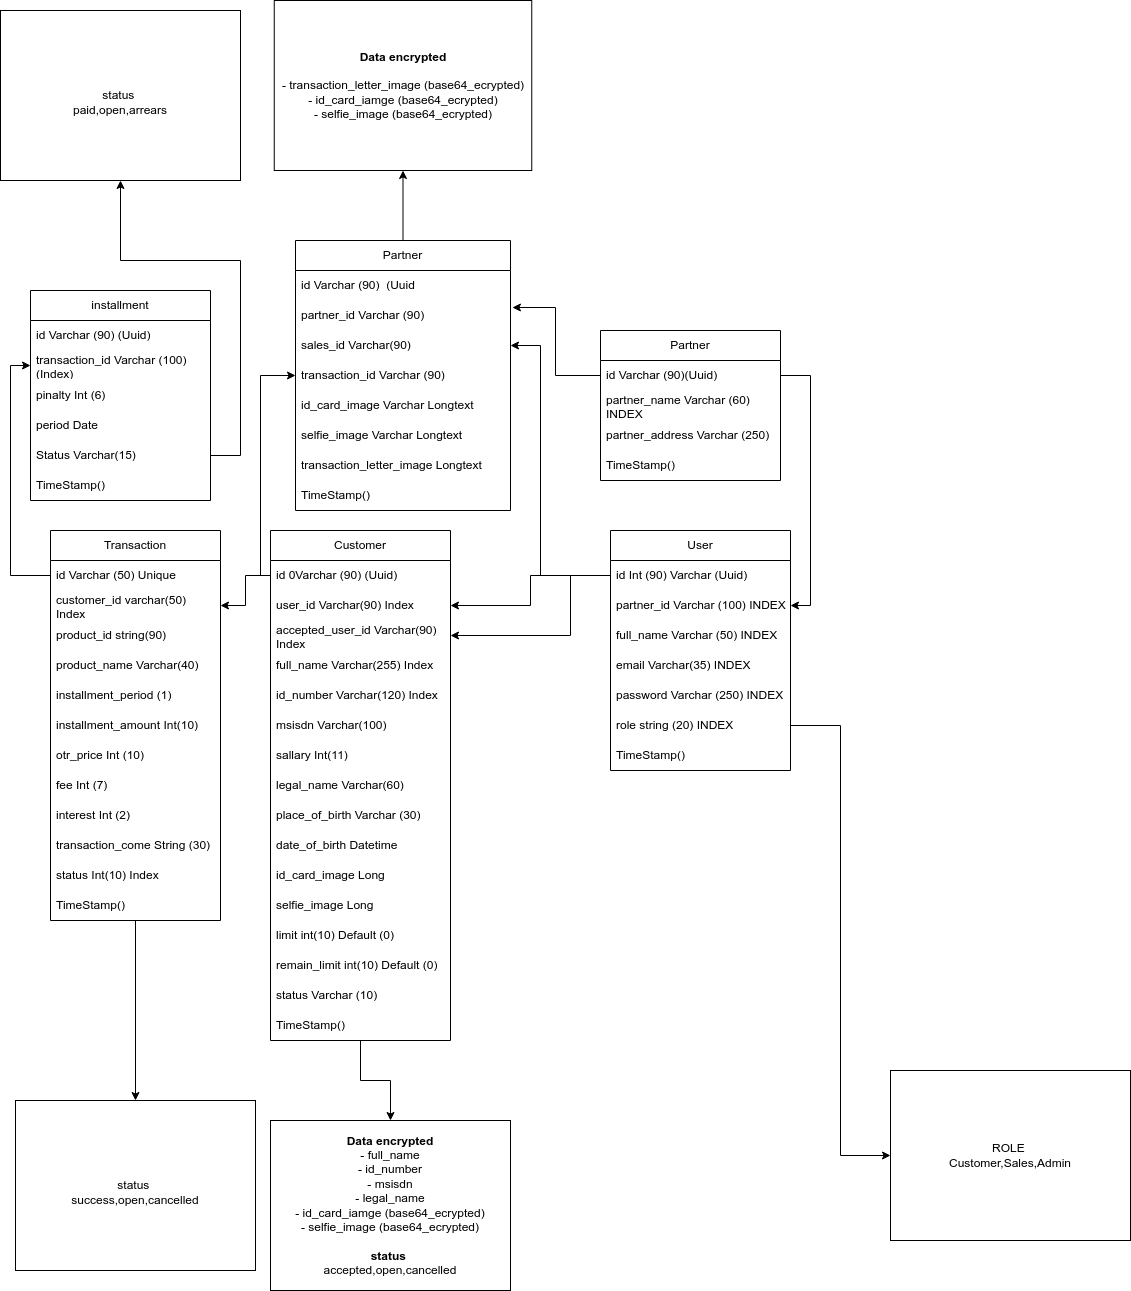 status
paid,open,arrears
Data encrypted
- transaction_letter_image (base64_ecrypted)
- id_card_iamge (base64_ecrypted)
- selfie_image (base64_ecrypted)
Partner
id Varchar (90)  (Uuid
partner_id Varchar (90)
sales_id Varchar(90)
transaction_id Varchar (90)
id_card_image Varchar Longtext
selfie_image Varchar Longtext
transaction_letter_image Longtext
TimeStamp()
installment
id Varchar (90) (Uuid)
transaction_id Varchar (100)
(Index)
pinalty Int (6)
period Date
Status Varchar(15)
TimeStamp()
Partner
id Varchar (90)(Uuid)
partner_name Varchar (60)
INDEX
partner_address Varchar (250)
TimeStamp()
Transaction
id Varchar (50) Unique
customer_id varchar(50)
Index
product_id string(90)
product_name Varchar(40)
installment_period (1)
installment_amount Int(10)
otr_price Int (10)
fee Int (7)
interest Int (2)
transaction_come String (30)
status Int(10) Index
TimeStamp()
Customer
id 0Varchar (90) (Uuid)
user_id Varchar(90) Index
accepted_user_id Varchar(90)
Index
full_name Varchar(255) Index
id_number Varchar(120) Index
msisdn Varchar(100)
sallary Int(11)
legal_name Varchar(60)
place_of_birth Varchar (30)
date_of_birth Datetime
id_card_image Long
selfie_image Long
limit int(10) Default (0)
remain_limit int(10) Default (0)
status Varchar (10)
TimeStamp()
User
id Int (90) Varchar (Uuid)
partner_id Varchar (100) INDEX
full_name Varchar (50) INDEX
email Varchar(35) INDEX
password Varchar (250) INDEX
role string (20) INDEX
TimeStamp()
status
success,open,cancelled
Data encrypted
- full_name
- id_number
- msisdn
- legal_name
- id_card_iamge (base64_ecrypted)
- selfie_image (base64_ecrypted)
status
accepted,open,cancelled
ROLE
Customer,Sales,Admin